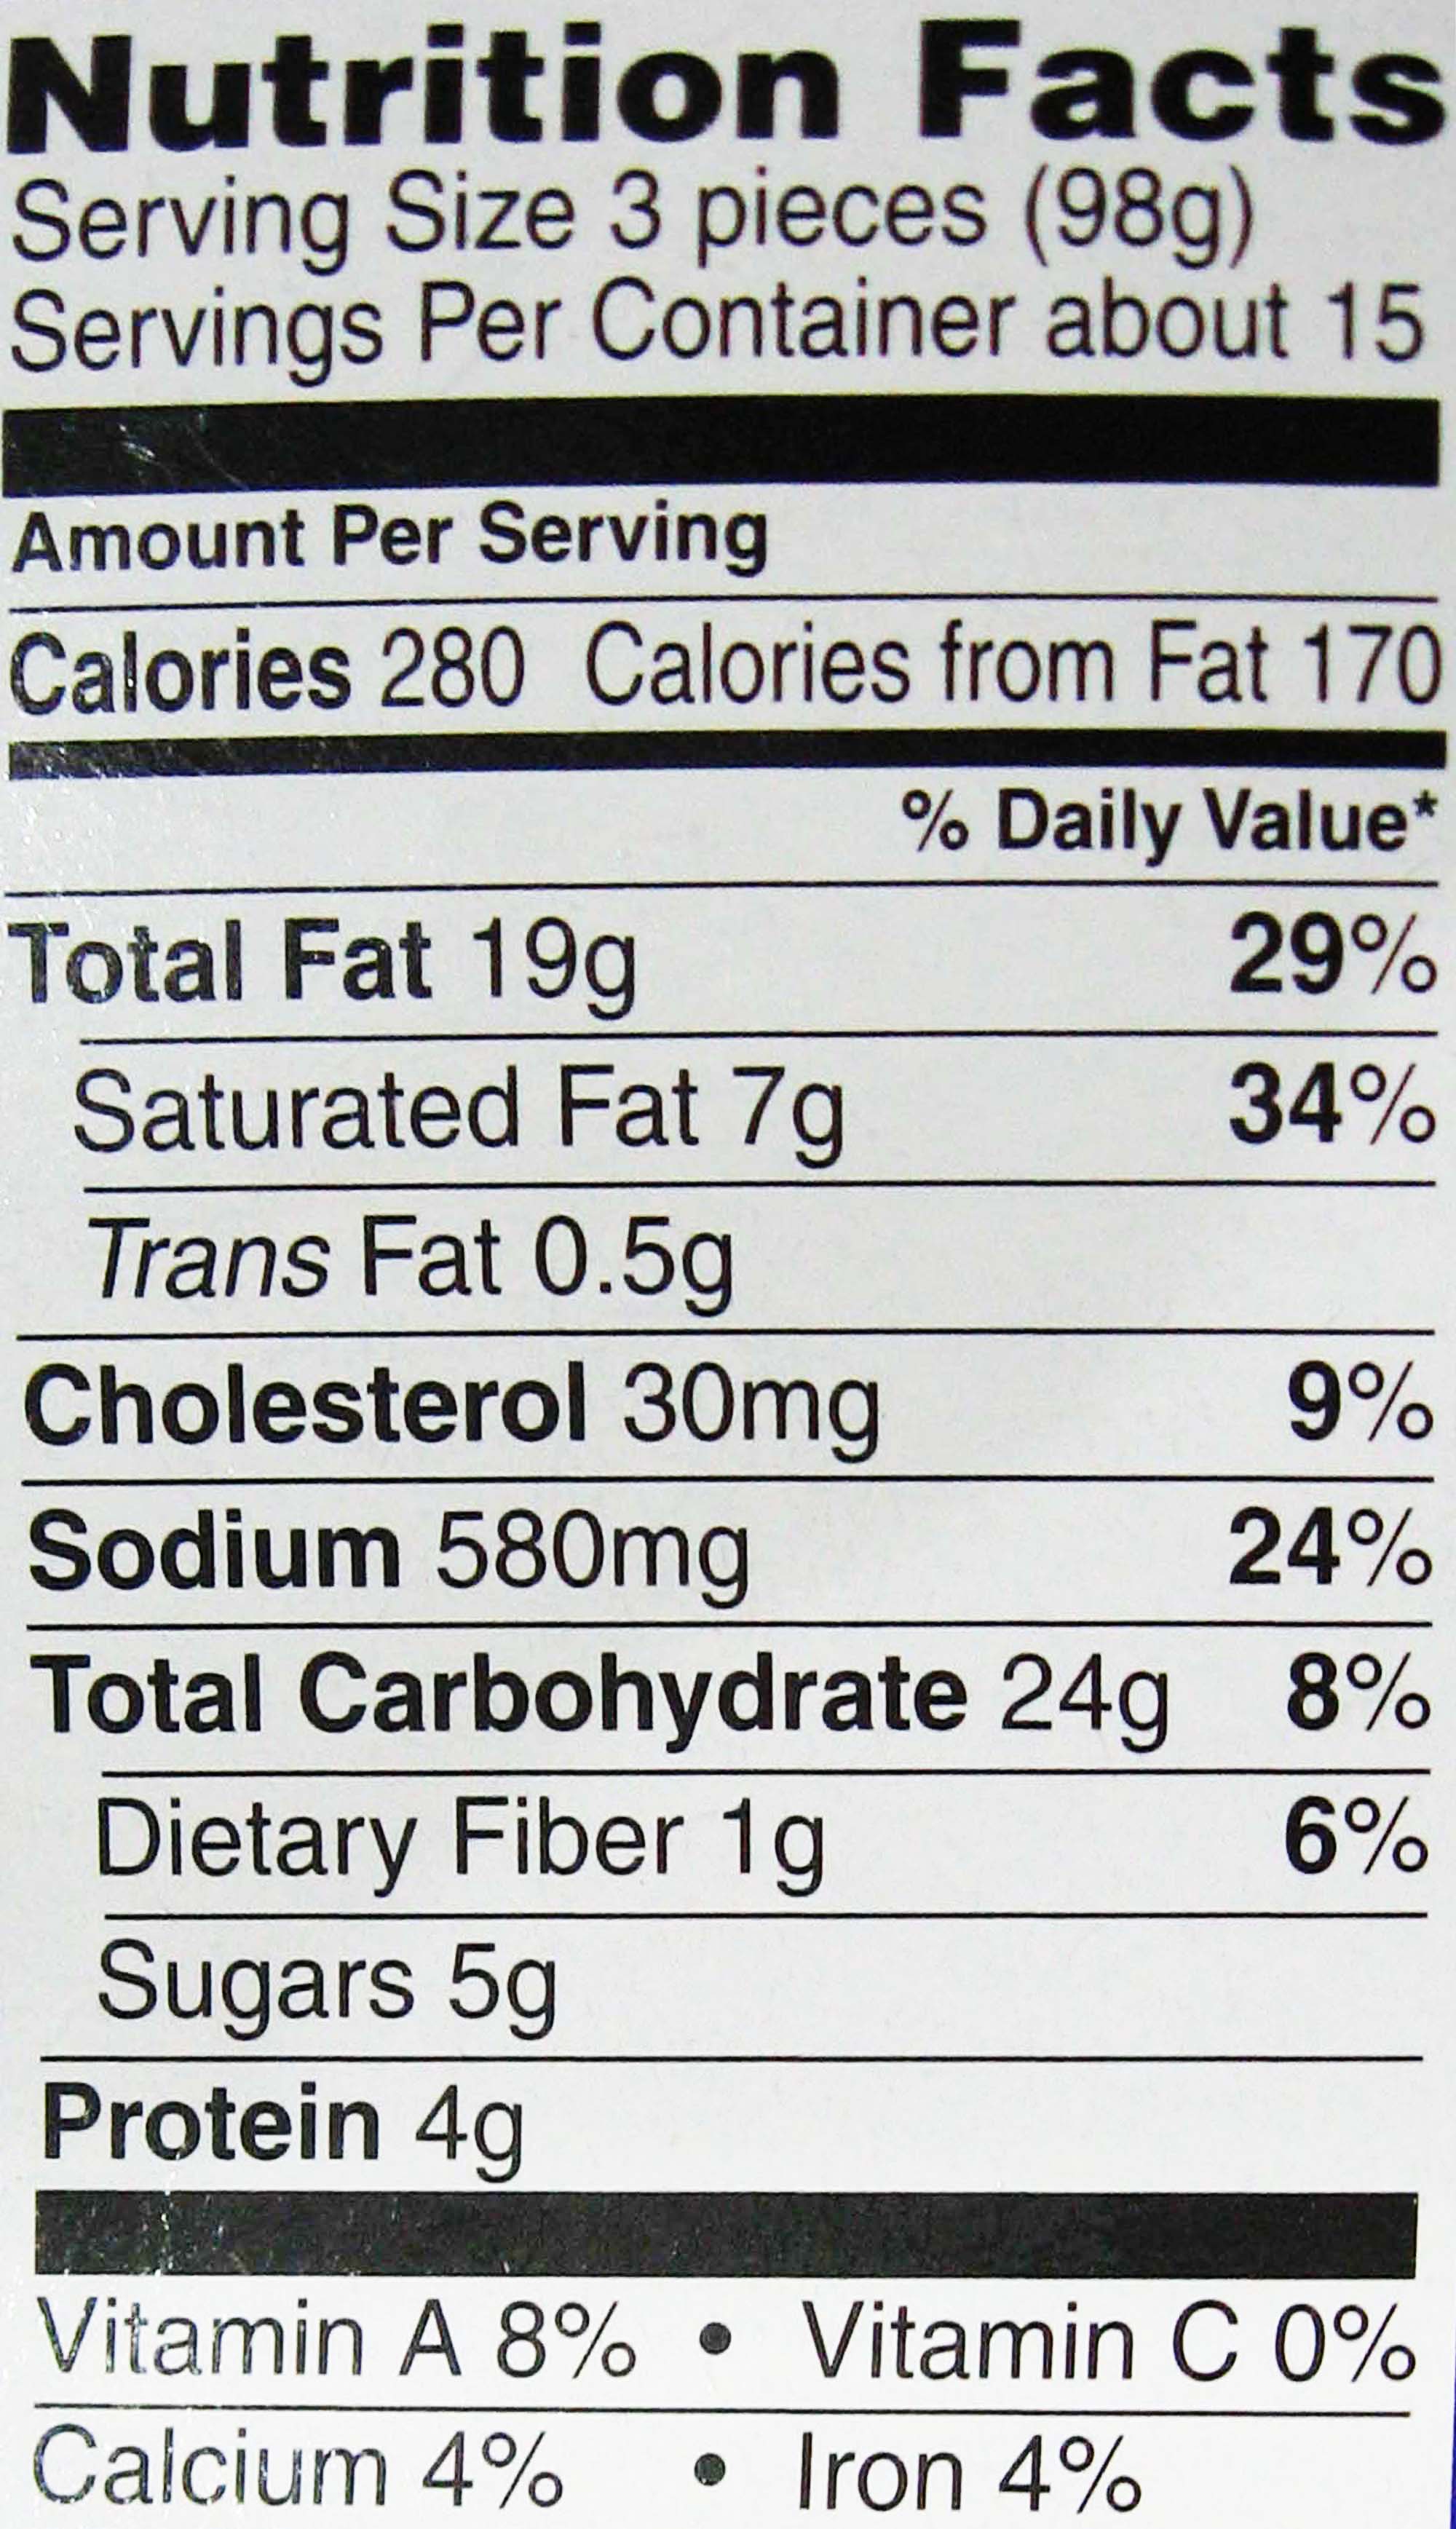 Nutrition Facts
Serving Size 3 pieces (98g)
Servings Per Container about 15
Amount Per Serving
Calories 280 Calories from Fat 170
% Daily Value*
Total Fat 19g 29%
Saturated Fat 7g 34%
Trans Fat 0.5g
Cholesterol 30mg 9%
Sodium 580mg 24%
Total Carbohydrate 24g 8%
Dietary Fiber 1g 6%
Sugars 5g
Protein 4g
Vitamin A 8% • Vitamin C 0%
Calcium 4% • Iron 4%